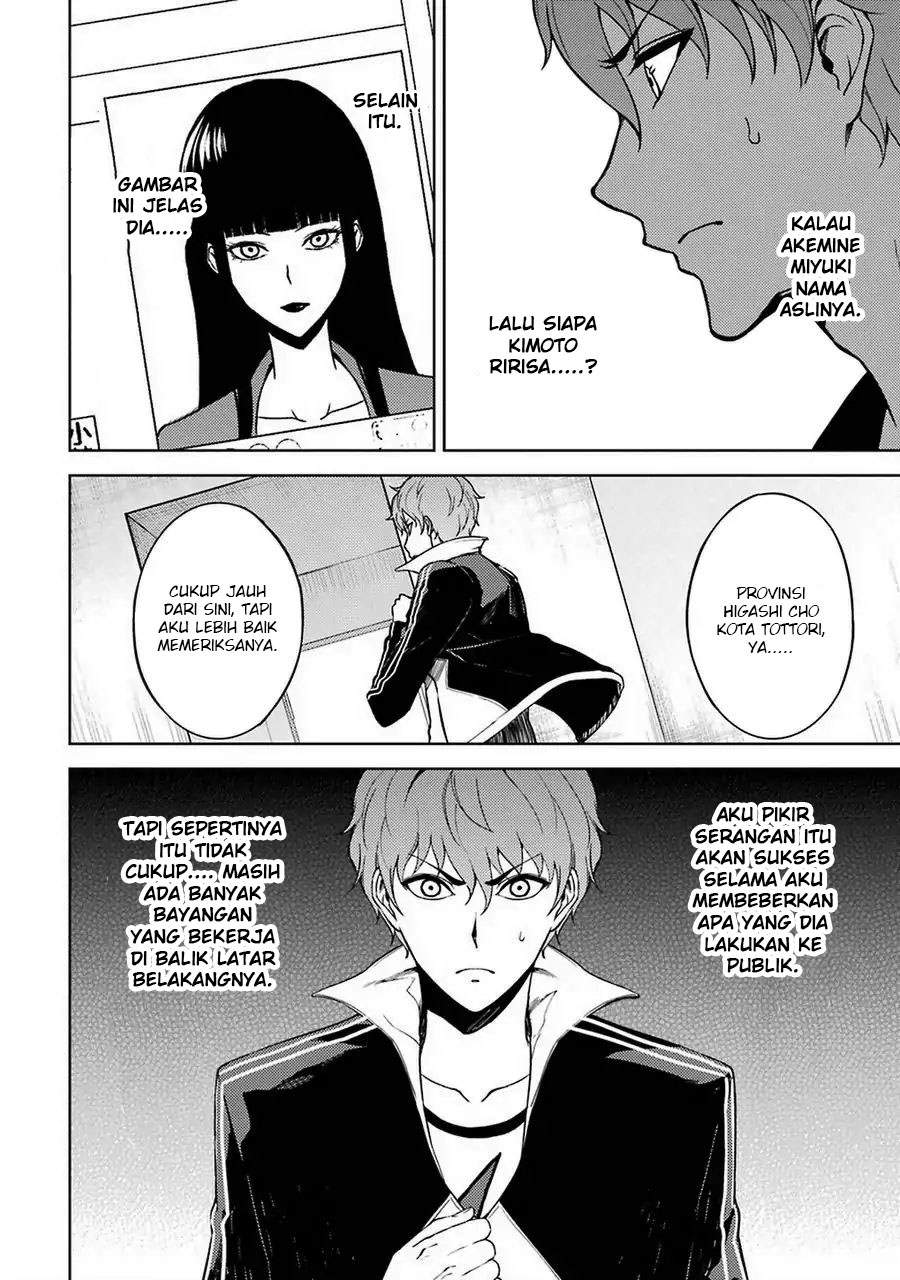 KALAU
AKEMINE
MIYUKI
NAMA
ASLINYA.
LALU SIAPA
KIMOTO
RIRISA.....?
SELAIN
ITU.
GAMBAR
INI JELAS
DIA.....
小
PROVINSI
HIGASHI CHO
KOTA TOTTORI,
YA.....
CUKUP JAUH
DARI SINI, TAPI
AKU LEBIH BAIK
MEMERIKSANYA.
AKU PIKIR
SERANGAN ITU
AKAN SUKSES
SELAMA AKU
MEMBEBERKAN
APA YANG DIA
LAKUKAN KE
PUBLIK.
TAPI SEPERTINYA
ITU TIDAK
CUKUP.... MASIH
ADA BANYAK
BAYANGAN
YANG BEKERJA
DI BALIK LATAR
BELAKANGNYA.